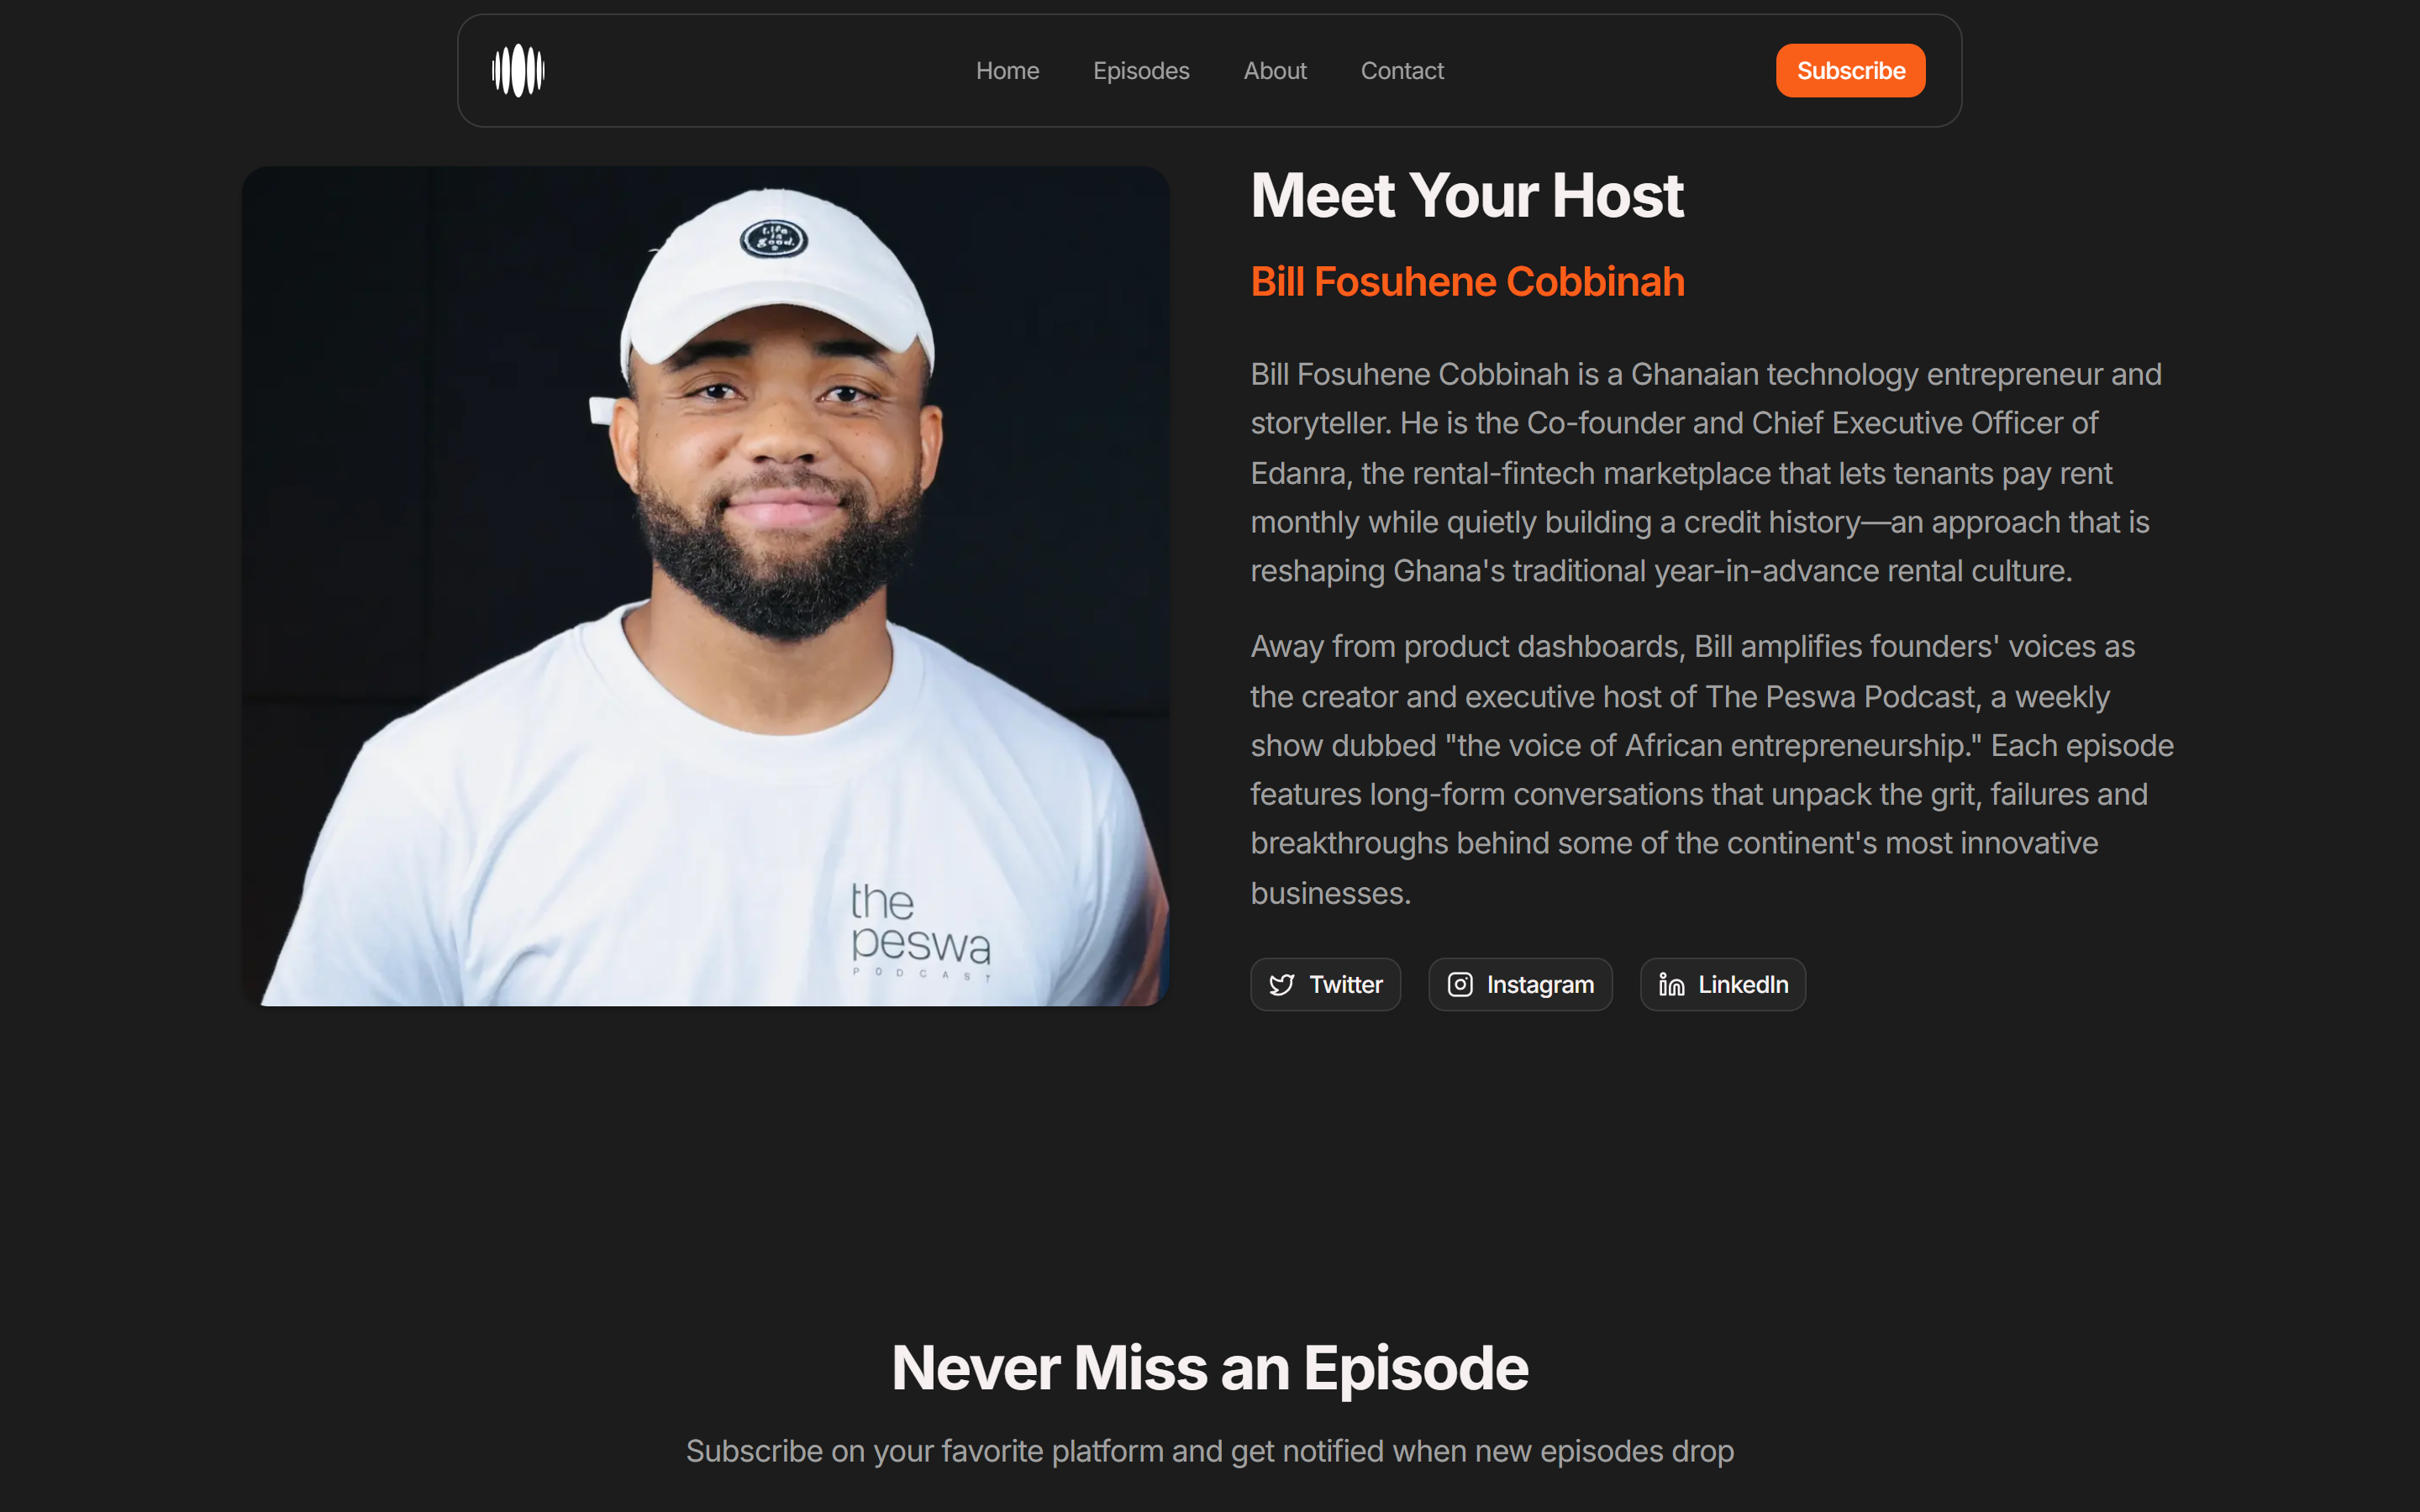 Home
Episodes
About
Contact
Subscribe
life
is
good.
the
peswa
PODCAST
Meet Your Host
Bill Fosuhene Cobbinah
Bill Fosuhene Cobbinah is a Ghanaian technology entrepreneur and
storyteller. He is the Co-founder and Chief Executive Officer of
Edanra, the rental-fintech marketplace that lets tenants pay rent
monthly while quietly building a credit history—an approach that is
reshaping Ghana's traditional year-in-advance rental culture.
Away from product dashboards, Bill amplifies founders' voices as
the creator and executive host of The Peswa Podcast, a weekly
show dubbed "the voice of African entrepreneurship." Each episode
features long-form conversations that unpack the grit, failures and
breakthroughs behind some of the continent's most innovative
businesses.
Twitter
Instagram
LinkedIn
Never Miss an Episode
Subscribe on your favorite platform and get notified when new episodes drop